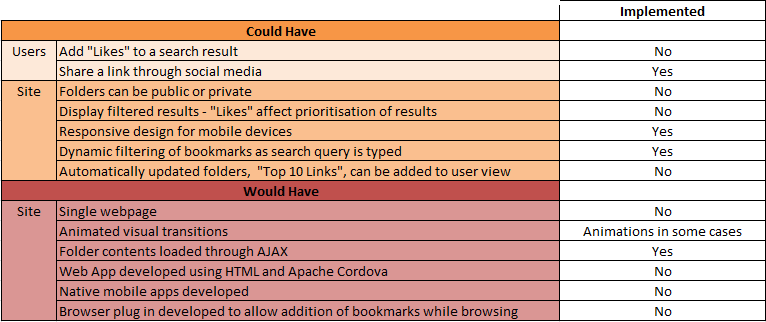 Implemented
Could Have
Users Add "Likes" to a search result No
Share a link through social media Yes
Site Folders can be public or private No
Display filtered results - "Likes" affect prioritisation of results No
Responsive design for mobile devices Yes
Dynamic filtering of bookmarks as search query is typed Yes
Automatically updated folders, "Top 10 Links", can be added to user view No
Would Have
Site Single webpage No
Animated visual transitions Animations in some cases
Folder contents loaded through AJAX Yes
Web App developed using HTML and Apache Cordova No
Native mobile apps developed No
Browser plug in developed to allow addition of bookmarks while browsing No